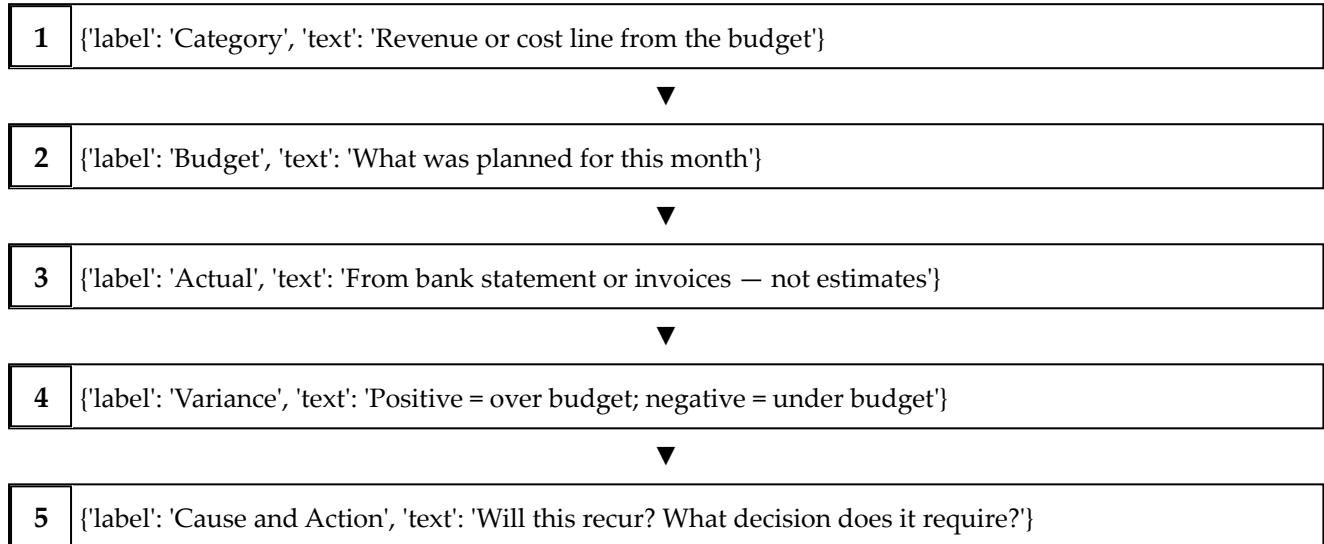 1 {'label': 'Category', 'text': 'Revenue or cost line from the budget'}
▼
2 {'label': 'Budget', 'text': 'What was planned for this month'}
▼
3 {'label': 'Actual', 'text': 'From bank statement or invoices — not estimates'}
▼
4 {'label': 'Variance', 'text': 'Positive = over budget; negative = under budget'}
▼
5 {'label': 'Cause and Action', 'text': 'Will this recur? What decision does it require?'}